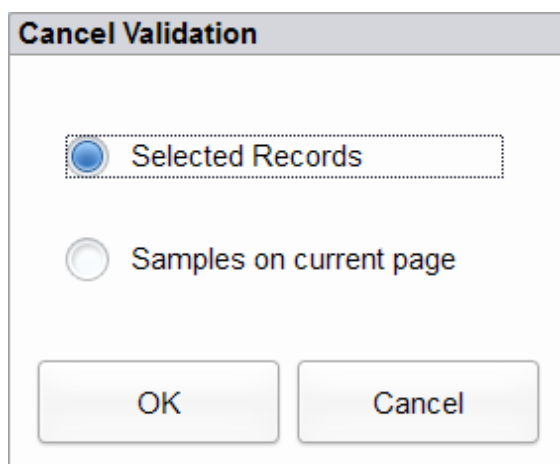 Cancel Validation
Selected Records
Samples on current page
OK Cancel